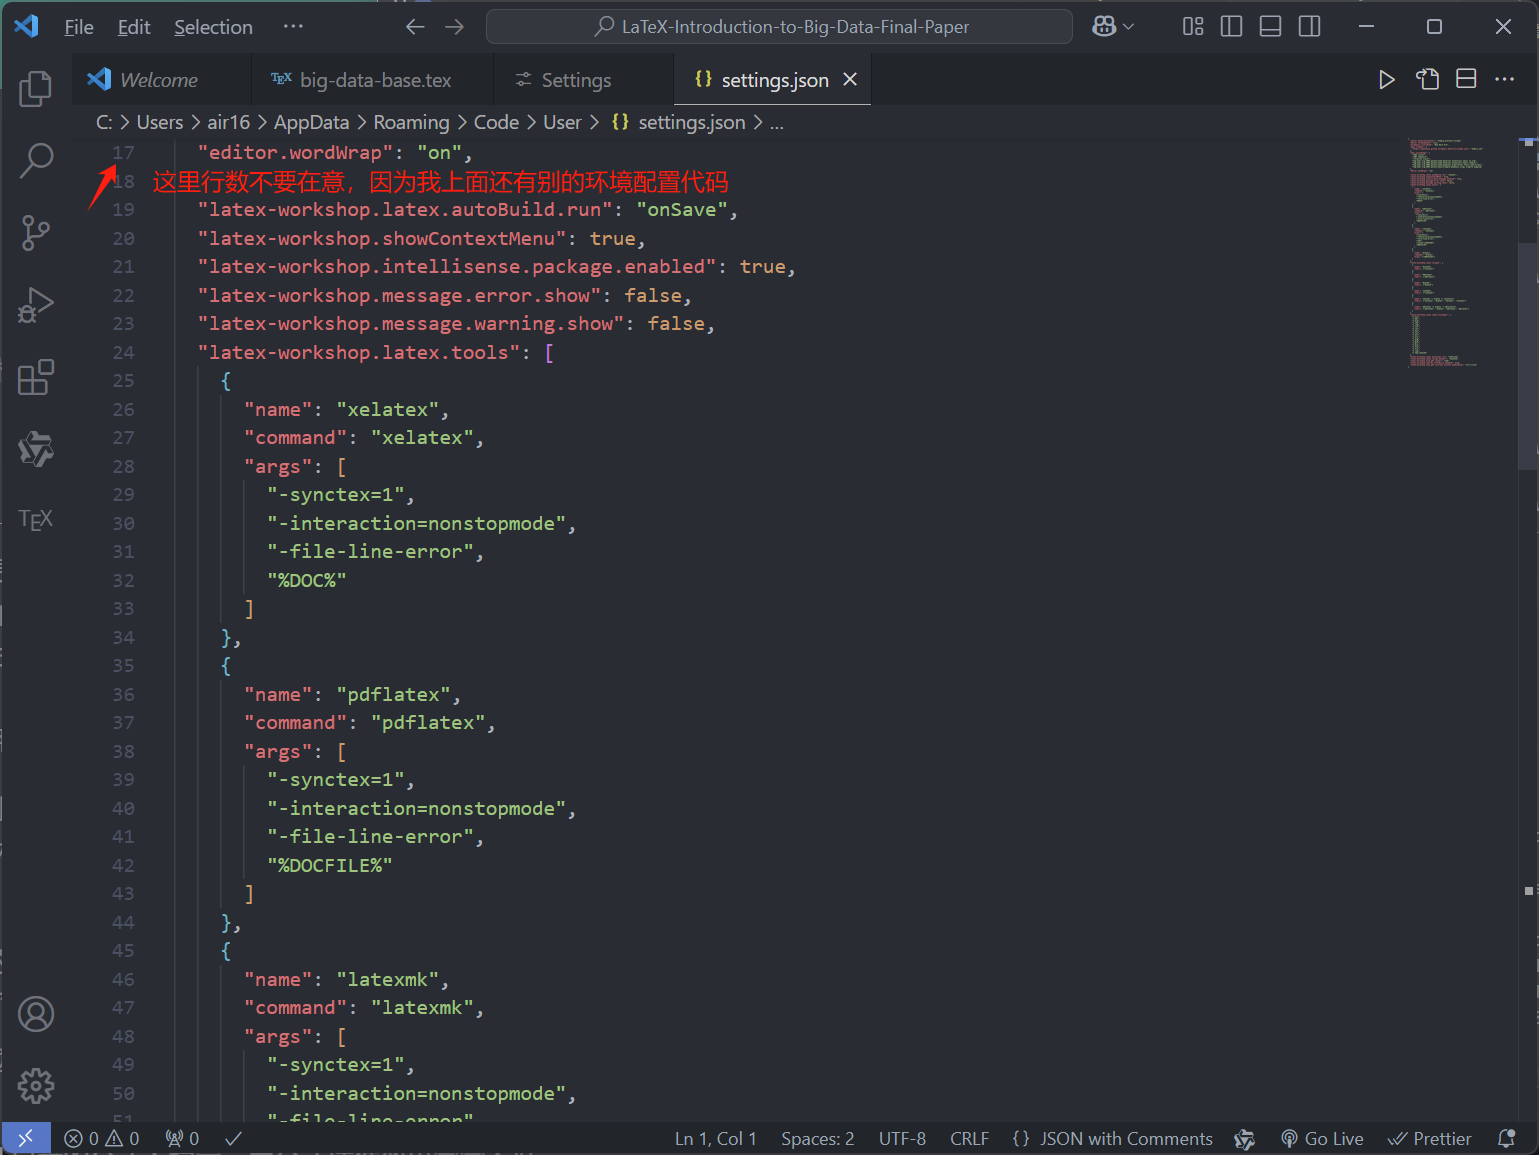 File Edit Selection ··· LaTeX-Introduction-to-Big-Data-Final-Paper
Welcome TEX big-data-base.tex Settings {} settings.json
C: > Users > air16 > AppData > Roaming > Code > User > {} settings.json > ...
17 "editor.wordWrap": "on",
18 这里行数不要在意，因为我上面还有别的环境配置代码
19 "latex-workshop.latex.autoBuild.run": "onSave",
20 "latex-workshop.showContextMenu": true,
21 "latex-workshop.intellisense.package.enabled": true,
22 "latex-workshop.message.error.show": false,
23 "latex-workshop.message.warning.show": false,
24 "latex-workshop.latex.tools": [
25 {
26 "name": "xelatex",
27 "command": "xelatex",
28 "args": [
29 "-synctex=1",
30 "-interaction=nonstopmode",
31 "-file-line-error",
32 "%DOC%"
33 ]
34 },
35 {
36 "name": "pdflatex",
37 "command": "pdflatex",
38 "args": [
39 "-synctex=1",
40 "-interaction=nonstopmode",
41 "-file-line-error",
42 "%DOCFILE%"
43 ]
44 },
45 {
46 "name": "latexmk",
47 "command": "latexmk",
48 "args": [
49 "-synctex=1",
50 "-interaction=nonstopmode",
51 "-file-line-error"
TEX
0 0 0 Ln 1, Col 1 Spaces: 2 UTF-8 CRLF {} JSON with Comments Go Live Prettier